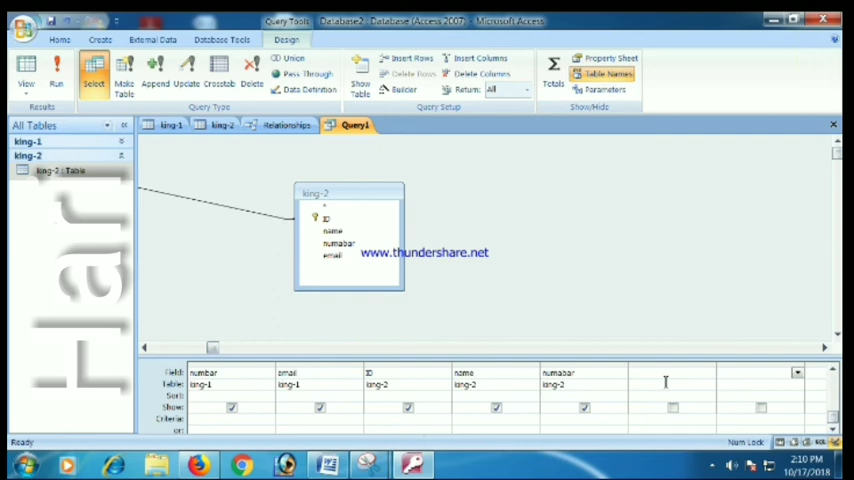 Query Tools Database2 : Database (Access 2007) - Microsoft Access
Home Create External Data Database Tools Design
View Run Select Make Table Append Update Crosstab Delete
Union
Pass Through
Data Definition
Show Table
Insert Rows
Delete Rows
Builder
Insert Columns
Delete Columns
Return: All
Totals
Property Sheet
Table Names
Parameters
Results Query Type Query Setup Show/Hide
All Tables
king-1 king-2 Relationships Query1
king-1
king-2
king-2 : Table
Hari
king-2
*
ID
name
numabar
email
www.thundershare.net
Field: numbar email ID name numabar
Table: king-1 king-1 king-2 king-2 king-2
Sort:
Show:
Criteria:
or:
Ready Num Lock SQL
2:10 PM
10/17/2018